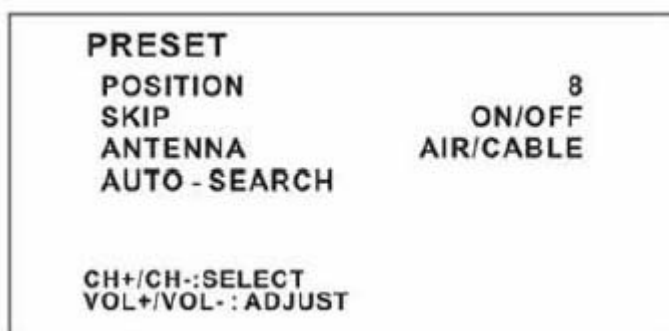 PRESET
POSITION 8
SKIP ON/OFF
ANTENNA AIR/CABLE
AUTO - SEARCH
CH+/CH-:SELECT
VOL+/VOL- : ADJUST